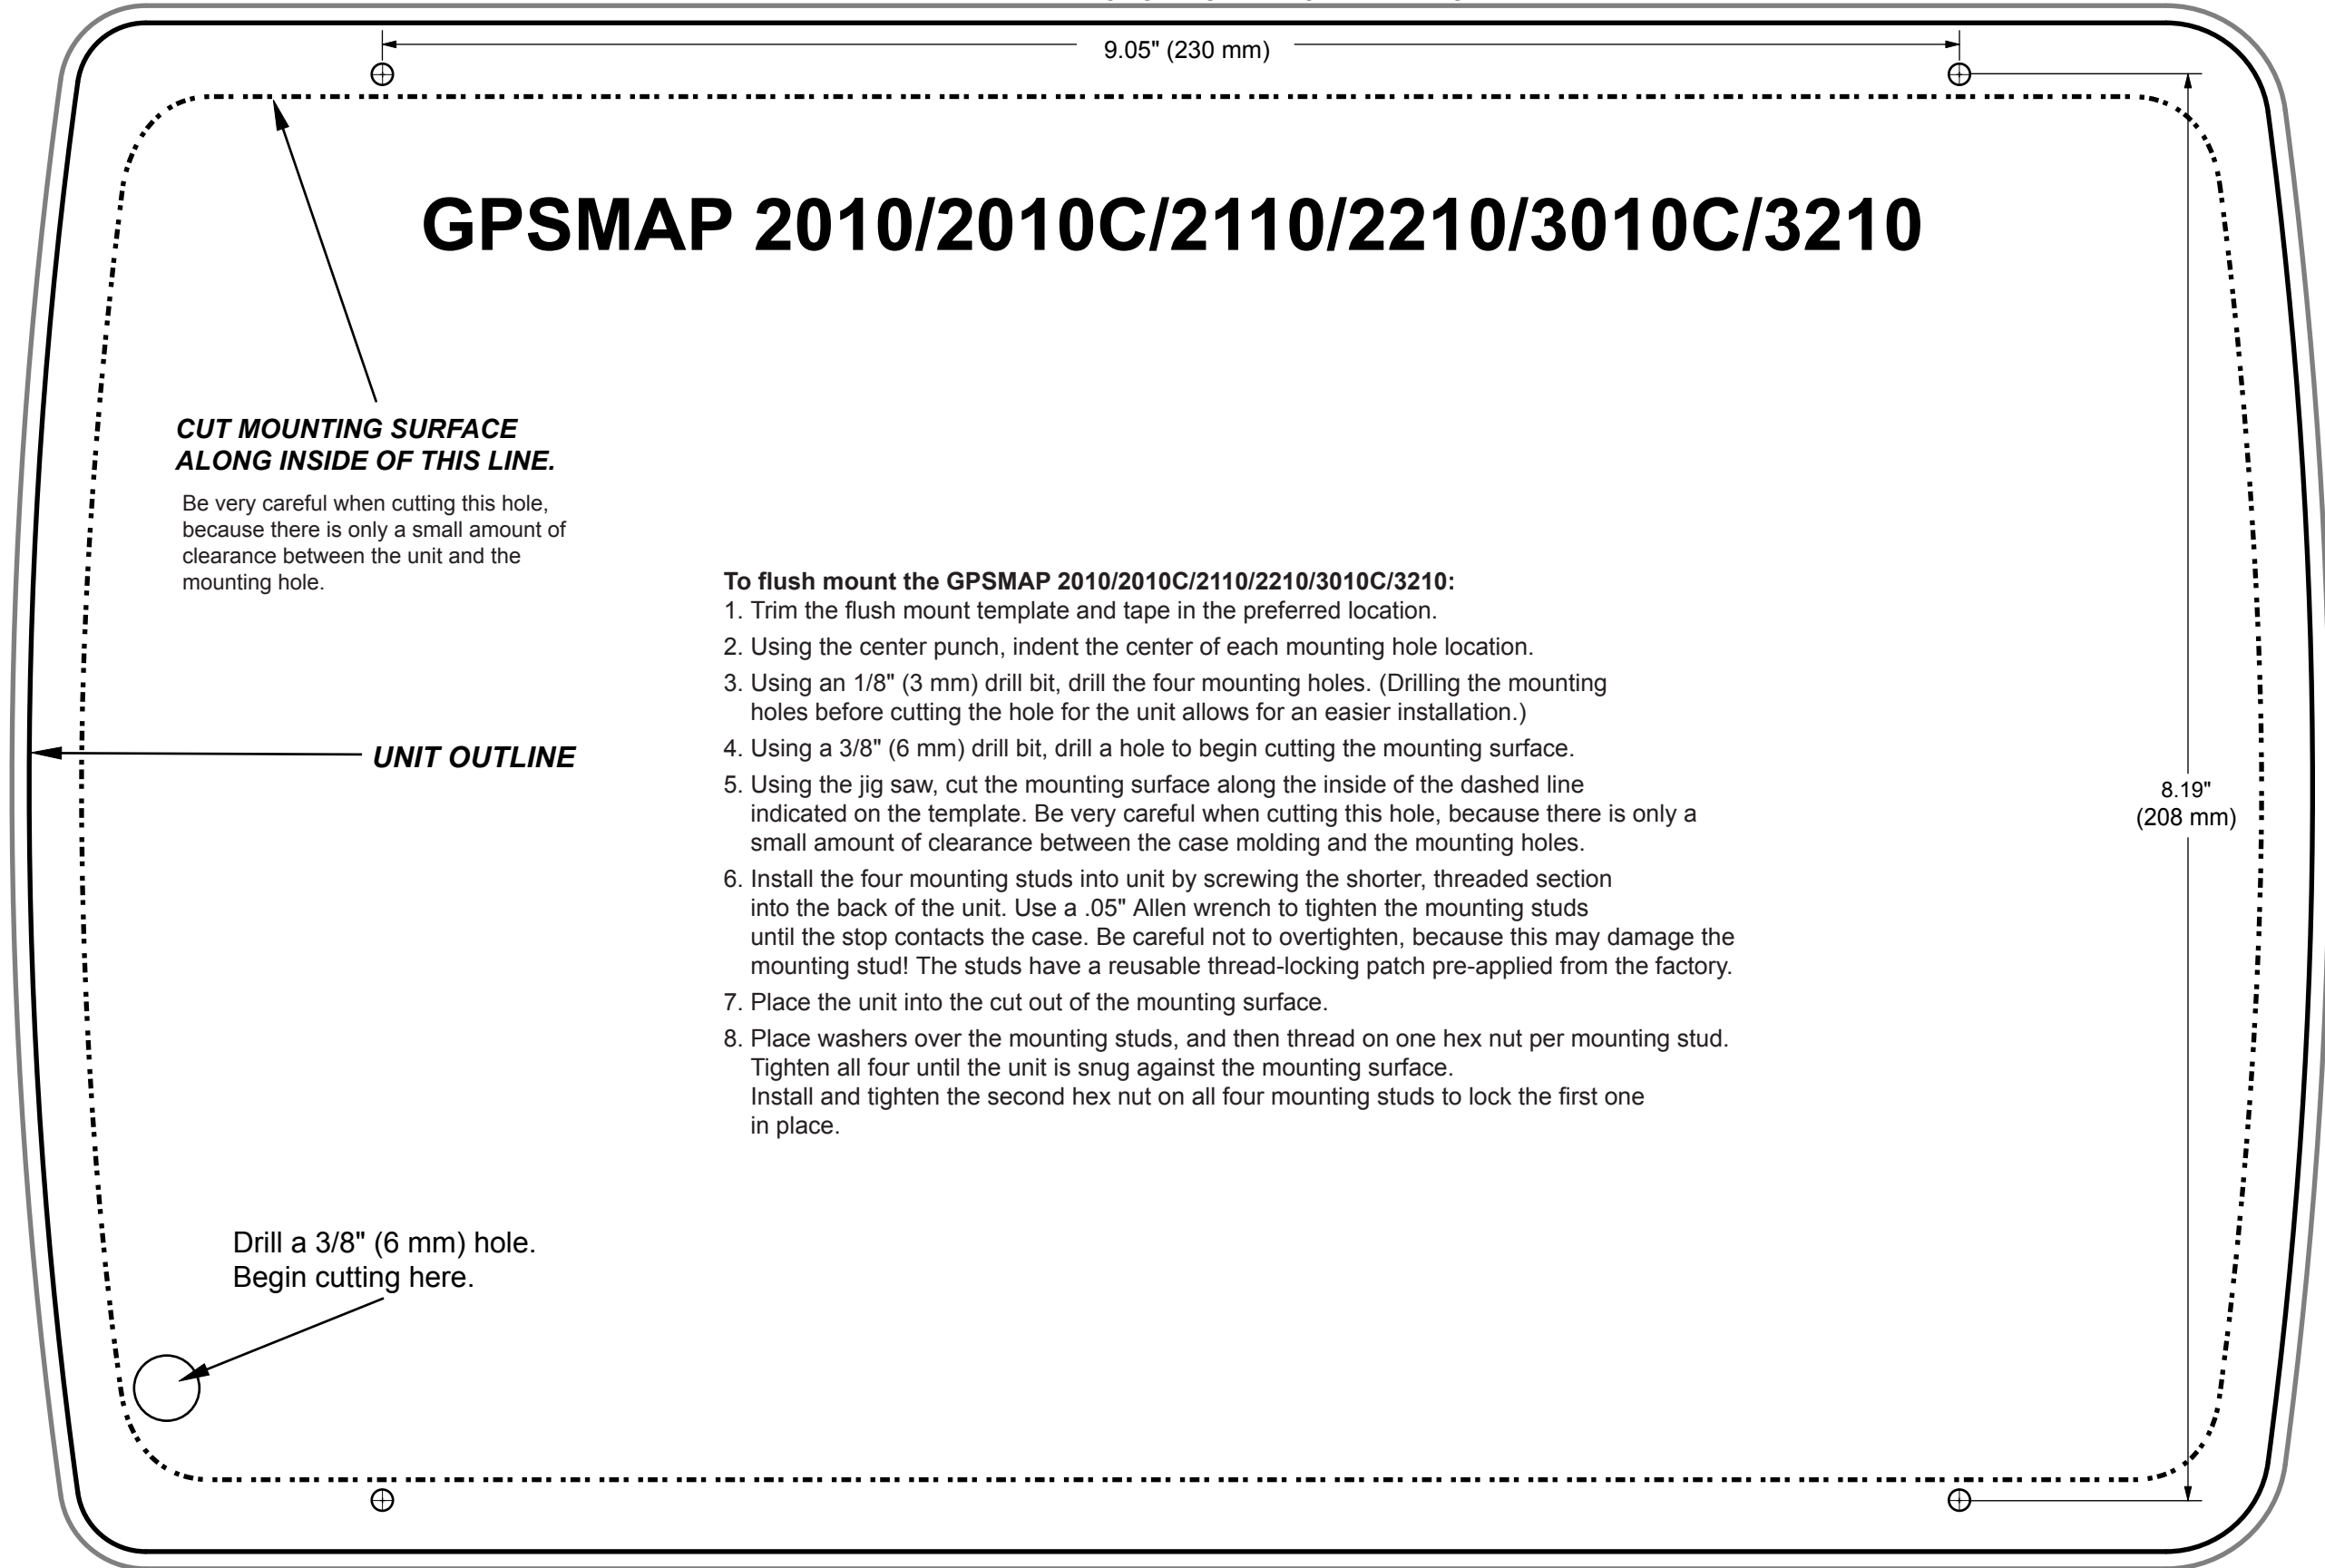 9.05" (230 mm)
GPSMAP 2010/2010C/2110/2210/3010C/3210
CUT MOUNTING SURFACE
ALONG INSIDE OF THIS LINE.
Be very careful when cutting this hole,
because there is only a small amount of
clearance between the unit and the
mounting hole.
To flush mount the GPSMAP 2010/2010C/2110/2210/3010C/3210:
1. Trim the flush mount template and tape in the preferred location.
2. Using the center punch, indent the center of each mounting hole location.
3. Using an 1/8" (3 mm) drill bit, drill the four mounting holes. (Drilling the mounting
holes before cutting the hole for the unit allows for an easier installation.)
4. Using a 3/8" (6 mm) drill bit, drill a hole to begin cutting the mounting surface.
5. Using the jig saw, cut the mounting surface along the inside of the dashed line
indicated on the template. Be very careful when cutting this hole, because there is only a
small amount of clearance between the case molding and the mounting holes.
6. Install the four mounting studs into unit by screwing the shorter, threaded section
into the back of the unit. Use a .05" Allen wrench to tighten the mounting studs
until the stop contacts the case. Be careful not to overtighten, because this may damage the
mounting stud! The studs have a reusable thread-locking patch pre-applied from the factory.
7. Place the unit into the cut out of the mounting surface.
8. Place washers over the mounting studs, and then thread on one hex nut per mounting stud.
Tighten all four until the unit is snug against the mounting surface.
Install and tighten the second hex nut on all four mounting studs to lock the first one
in place.
UNIT OUTLINE
8.19"
(208 mm)
Drill a 3/8" (6 mm) hole.
Begin cutting here.